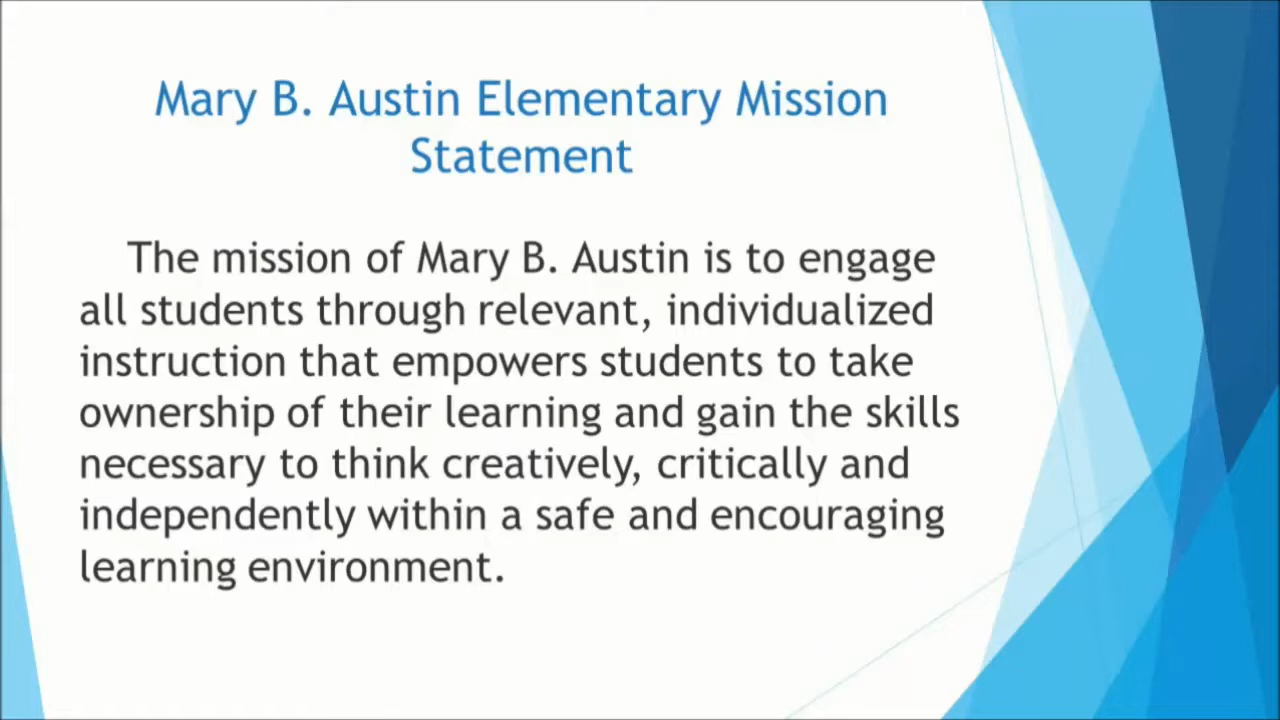 Mary B. Austin Elementary Mission
Statement
The mission of Mary B. Austin is to engage
all students through relevant, individualized
instruction that empowers students to take
ownership of their learning and gain the skills
necessary to think creatively, critically and
independently within a safe and encouraging
learning environment.